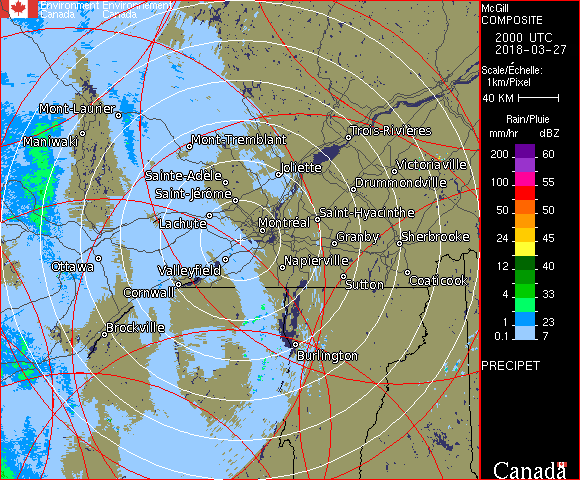 Environment Environnement
Canada Canada
McGill
COMPOSITE
2000 UTC
2018-03-27
Scale/Échelle:
1km/Pixel
40 KM
Rain/Pluie
mm/hr dBZ
200 60
100 55
50 50
24 45
12 40
4 33
1 23
0.1 7
PRECIPET
Canada
Mont-Laurier
Maniwaki
Mont-Tremblant
Trois-Rivières
Sainte-Adèle
Joliette
Victoriaville
Saint-Jérôme
Drummondville
Lachute
Montréal
Saint-Hyacinthe
Granby
Sherbrooke
Ottawa
Valleyfield
Napierville
Cornwall
Sutton
Coaticook
Brockville
Burlington